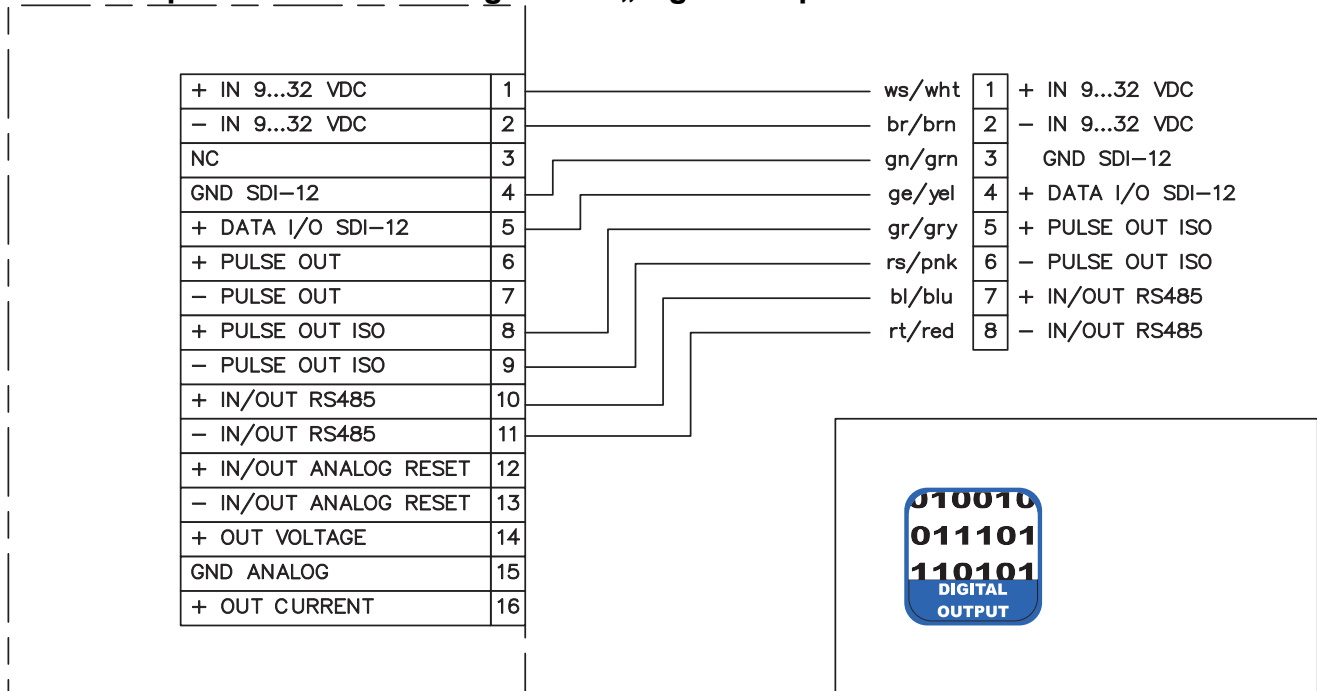 + IN 9...32 VDC 1 ws/wht 1 + IN 9...32 VDC
− IN 9...32 VDC 2 br/brn 2 − IN 9...32 VDC
NC 3 gn/grn 3 GND SDI−12
GND SDI−12 4 ge/yel 4 + DATA I/O SDI−12
+ DATA I/O SDI−12 5 gr/gry 5 + PULSE OUT ISO
+ PULSE OUT 6 rs/pnk 6 − PULSE OUT ISO
− PULSE OUT 7 bl/blu 7 + IN/OUT RS485
+ PULSE OUT ISO 8 rt/red 8 − IN/OUT RS485
− PULSE OUT ISO 9
+ IN/OUT RS485 10
− IN/OUT RS485 11
+ IN/OUT ANALOG RESET 12
− IN/OUT ANALOG RESET 13
+ OUT VOLTAGE 14
GND ANALOG 15
+ OUT CURRENT 16
010010
011101
110101
DIGITAL
OUTPUT